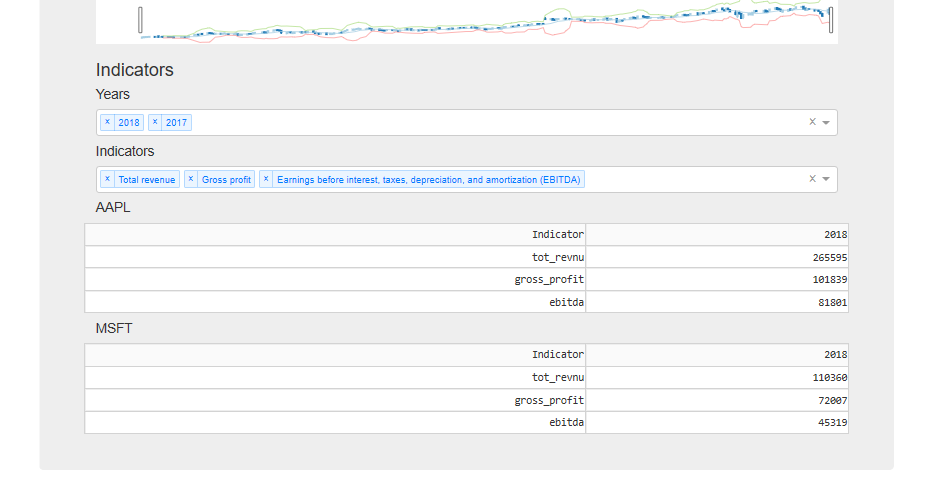 Indicators
Years
× 2018 × 2017 ×
Indicators
× Total revenue × Gross profit × Earnings before interest, taxes, depreciation, and amortization (EBITDA) ×
AAPL
Indicator 2018
tot_revnu 265595
gross_profit 101839
ebitda 81801
MSFT
Indicator 2018
tot_revnu 110360
gross_profit 72007
ebitda 45319